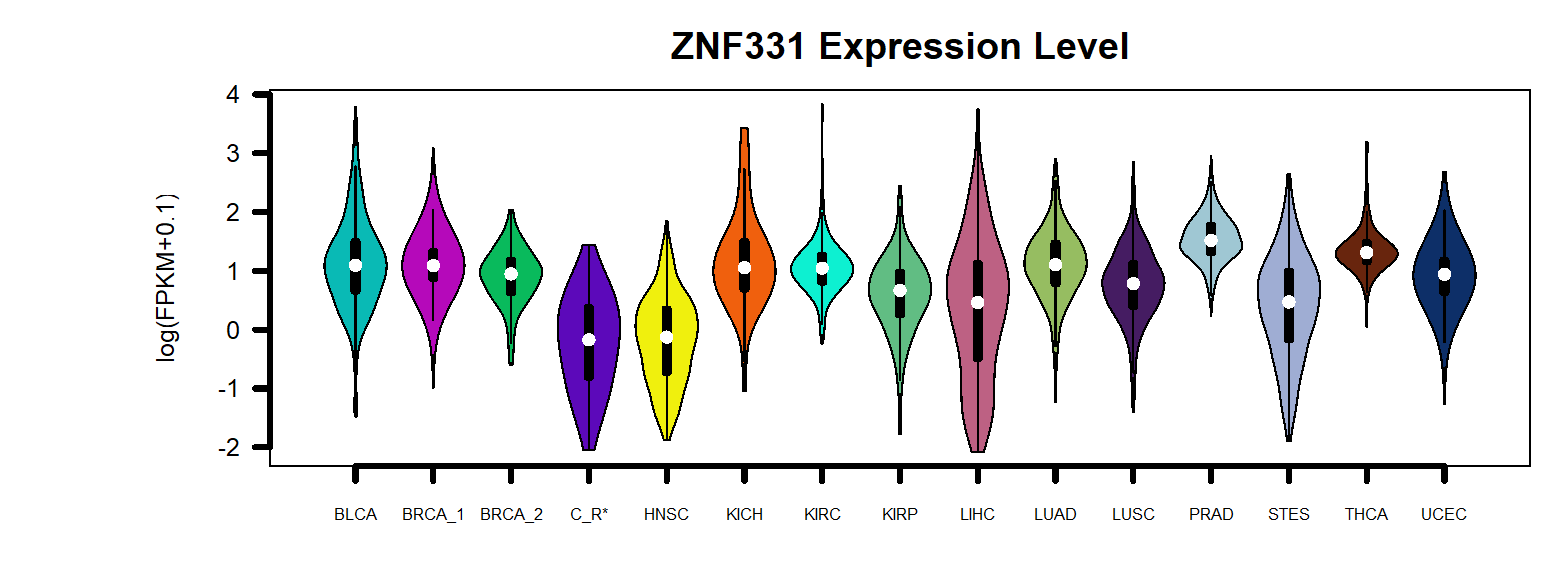 ZNF331 Expression Level
log(FPKM+0.1)
4
3
2
1
0
-1
-2
BLCA BRCA_1 BRCA_2 C_R* HNSC KICH KIRC KIRP LIHC LUAD LUSC PRAD STES THCA UCEC